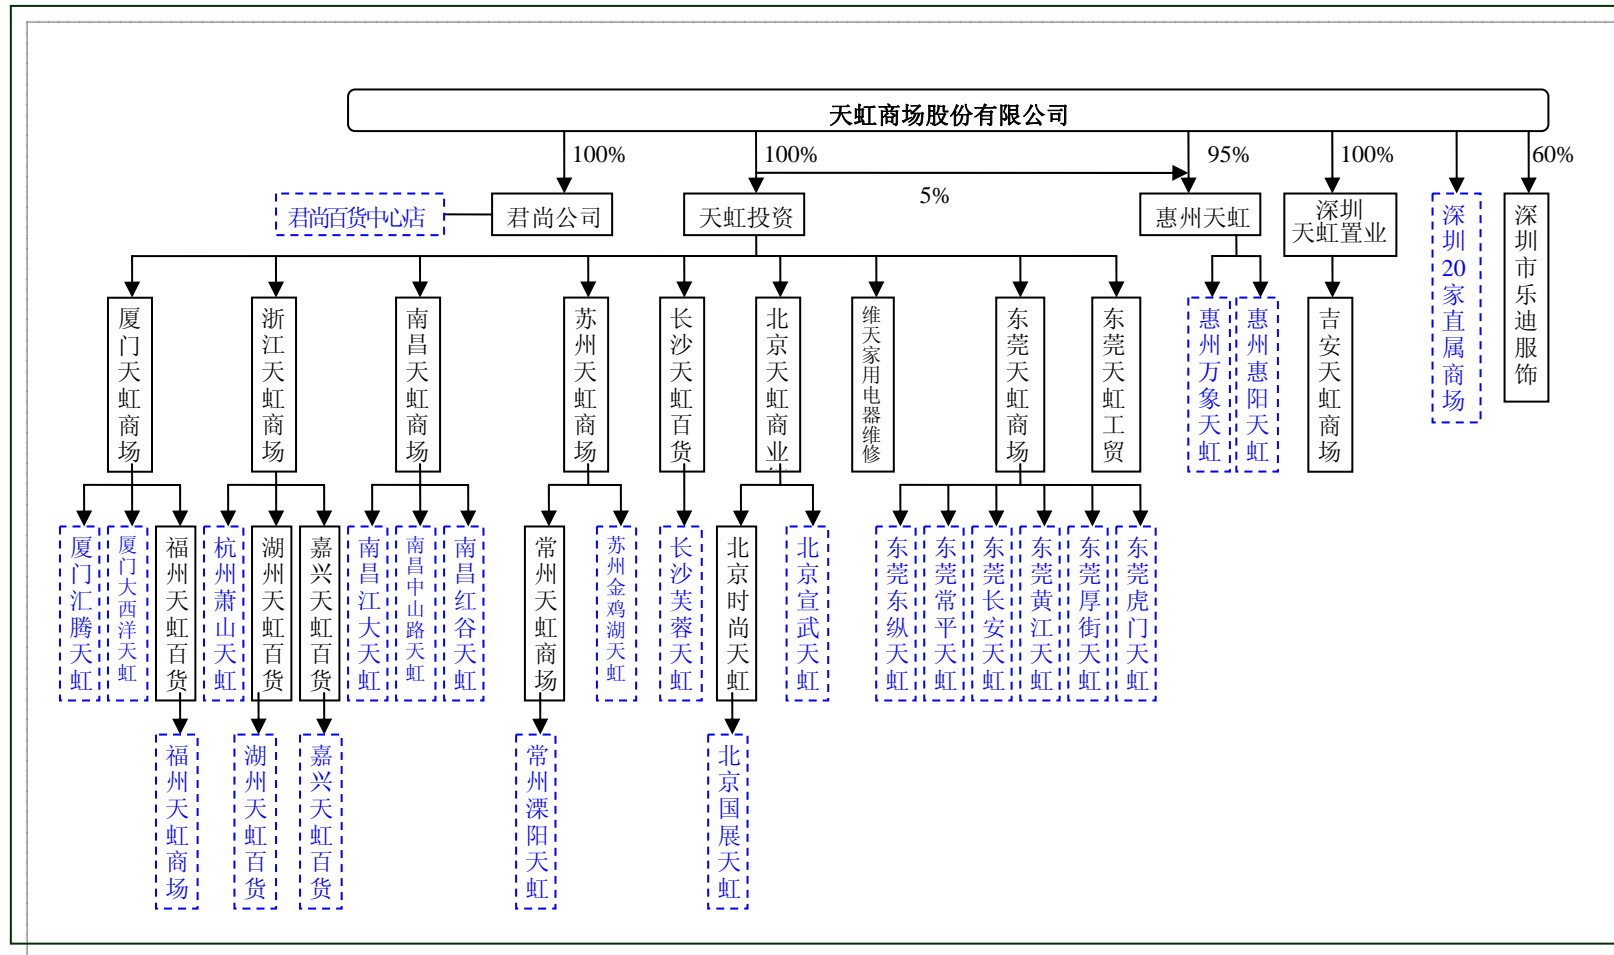 天虹商场股份有限公司
100%
100%
95%
100%
60%
5%
君尚百货中心店
君尚公司
天虹投资
惠州天虹
深圳
天虹置业
深圳20家直属商场
深圳市乐迪服饰
厦门天虹商场
浙江天虹商场
南昌天虹商场
苏州天虹商场
长沙天虹百货
北京天虹商业
维天家用电器维修
东莞天虹商场
东莞天虹工贸
惠州万象天虹
惠州惠阳天虹
吉安天虹商场
厦门汇腾天虹
厦门大西洋天虹
福州天虹百货
杭州萧山天虹
湖州天虹百货
嘉兴天虹百货
南昌江大天虹
南昌中山路天虹
南昌红谷天虹
常州天虹商场
苏州金鸡湖天虹
长沙芙蓉天虹
北京时尚天虹
北京宣武天虹
东莞东纵天虹
东莞常平天虹
东莞长安天虹
东莞黄江天虹
东莞厚街天虹
东莞虎门天虹
福州天虹商场
湖州天虹百货
嘉兴天虹百货
常州溧阳天虹
北京国展天虹